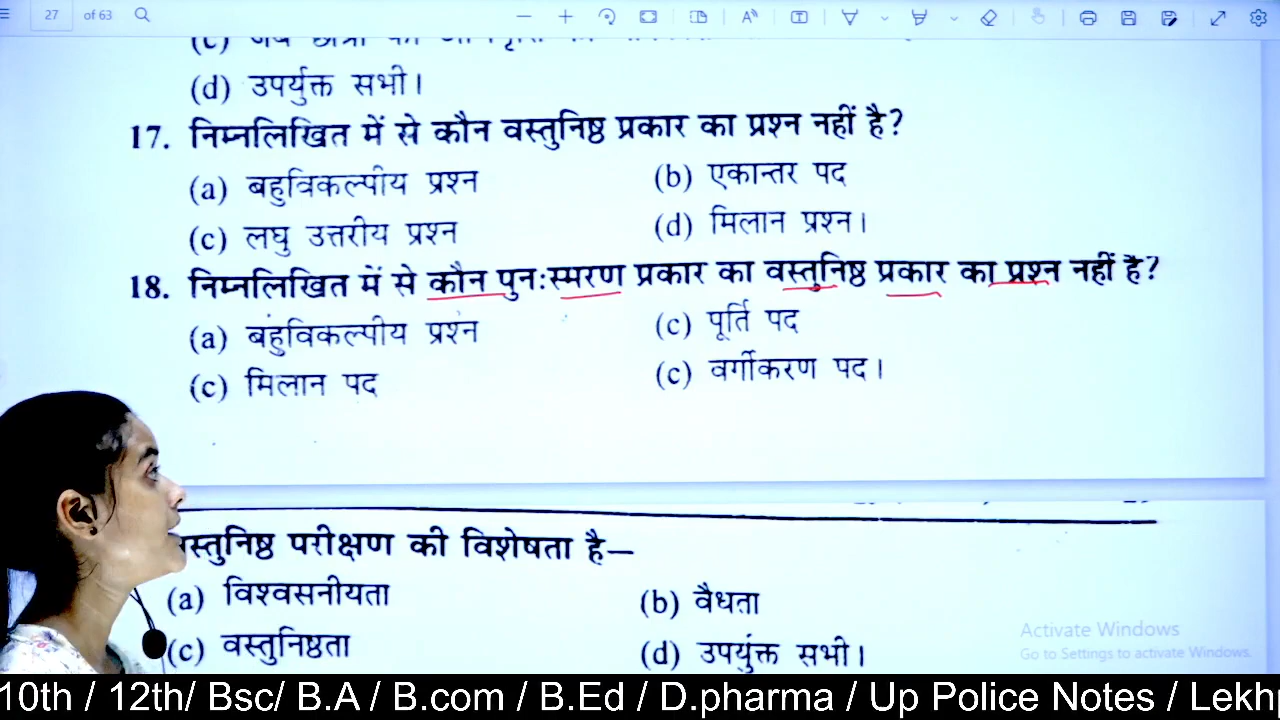 27 of 63
(d) उपर्युक्त सभी।
17. निम्नलिखित में से कौन वस्तुनिष्ठ प्रकार का प्रश्न नहीं है?
(a) बहुविकल्पीय प्रश्न (b) एकान्तर पद
(c) लघु उत्तरीय प्रश्न (d) मिलान प्रश्न।
18. निम्नलिखित में से कौन पुनःस्मरण प्रकार का वस्तुनिष्ठ प्रकार का प्रश्न नहीं है?
(a) बहुविकल्पीय प्रश्न (c) पूर्ति पद
(c) मिलान पद (c) वर्गीकरण पद।
वस्तुनिष्ठ परीक्षण की विशेषता है—
(a) विश्वसनीयता (b) वैधता
(c) वस्तुनिष्ठता (d) उपर्युक्त सभी।
Activate Windows
Go to Settings to activate Windows.
10th / 12th/ Bsc/ B.A / B.com / B.Ed / D.pharma / Up Police Notes / Lekhp